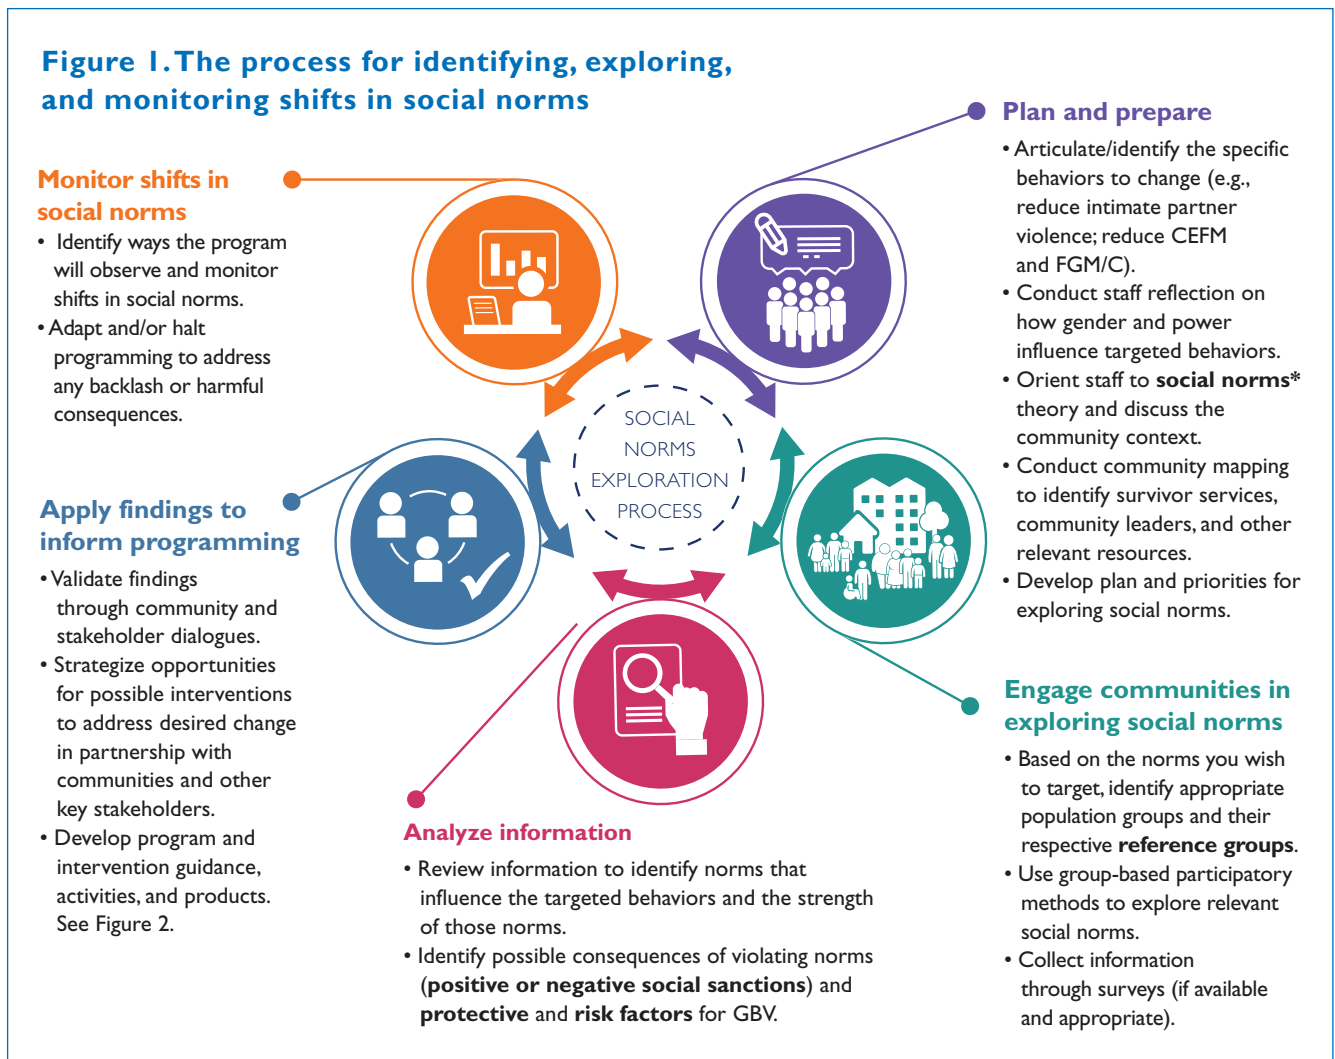 Figure 1. The process for identifying, exploring,
and monitoring shifts in social norms
Plan and prepare
• Articulate/identify the specific
behaviors to change (e.g.,
reduce intimate partner
violence; reduce CEFM
and FGM/C).
• Conduct staff reflection on
how gender and power
influence targeted behaviors.
• Orient staff to social norms*
theory and discuss the
community context.
• Conduct community mapping
to identify survivor services,
community leaders, and other
relevant resources.
• Develop plan and priorities for
exploring social norms.
Engage communities in
exploring social norms
• Based on the norms you wish
to target, identify appropriate
population groups and their
respective reference groups.
• Use group-based participatory
methods to explore relevant
social norms.
• Collect information
through surveys (if available
and appropriate).
Analyze information
• Review information to identify norms that
influence the targeted behaviors and the strength
of those norms.
• Identify possible consequences of violating norms
(positive or negative social sanctions) and
protective and risk factors for GBV.
Apply findings to
inform programming
• Validate findings
through community and
stakeholder dialogues.
• Strategize opportunities
for possible interventions
to address desired change
in partnership with
communities and other
key stakeholders.
• Develop program and
intervention guidance,
activities, and products.
See Figure 2.
Monitor shifts in
social norms
• Identify ways the program
will observe and monitor
shifts in social norms.
• Adapt and/or halt
programming to address
any backlash or harmful
consequences.
SOCIAL
NORMS
EXPLORATION
PROCESS